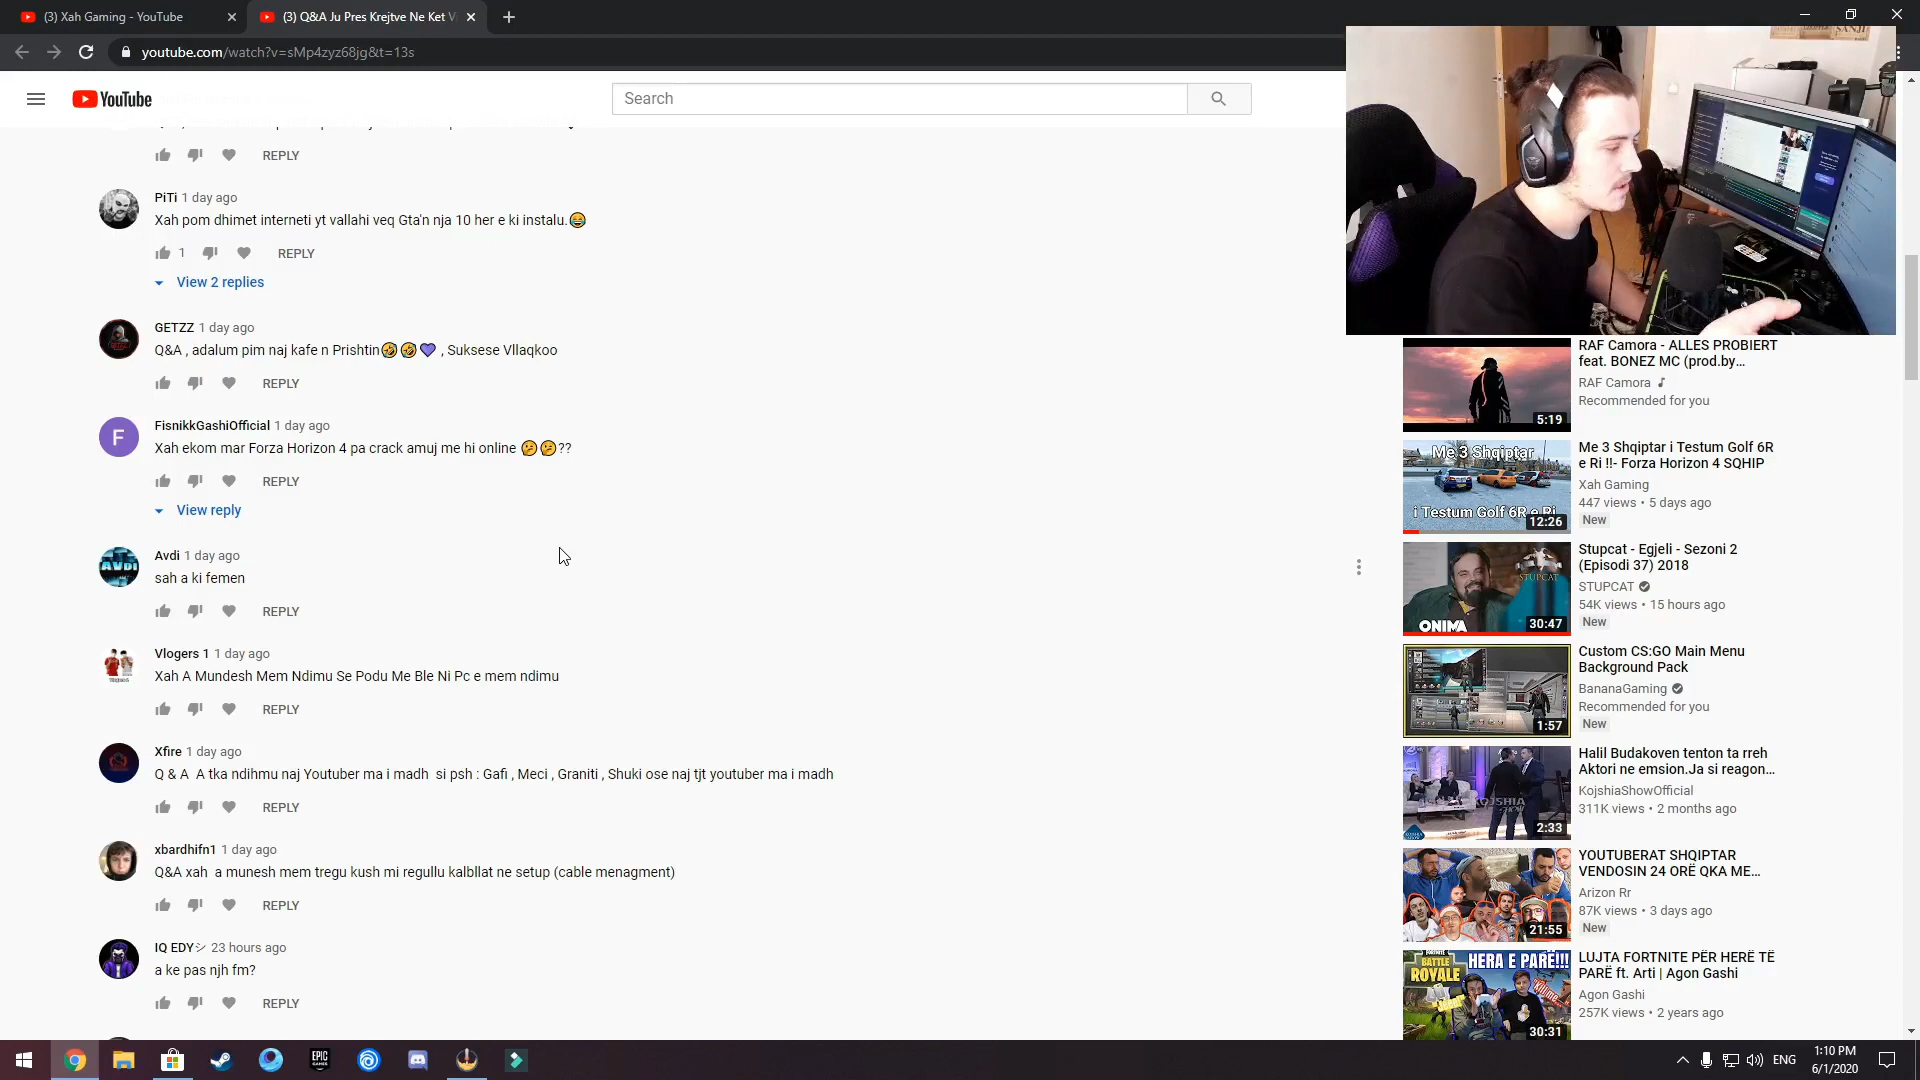 (3) Xah Gaming - YouTube
(3) Q&A Ju Pres Krejtve Ne Ket V
youtube.com/watch?v=sMp4zyz68jg&t=13s
YouTube
Search
REPLY
PiTi 1 day ago
Xah pom dhimet interneti yt vallahi veq Gta'n nja 10 her e ki instalu.😂
1 REPLY
View 2 replies
GETZZ 1 day ago
Q&A , adalum pim naj kafe n Prishtin🤣🤣💜 , Suksese Vllaqkoo
REPLY
FisnikkGashiOfficial 1 day ago
Xah ekom mar Forza Horizon 4 pa crack amuj me hi online 🤔🤔??
REPLY
View reply
Avdi 1 day ago
sah a ki femen
REPLY
Vlogers 1 1 day ago
Xah A Mundesh Mem Ndimu Se Podu Me Ble Ni Pc e mem ndimu
REPLY
Xfire 1 day ago
Q & A A tka ndihmu naj Youtuber ma i madh si psh : Gafi , Meci , Graniti , Shuki ose naj tjt youtuber ma i madh
REPLY
xbardhifn1 1 day ago
Q&A xah a munesh mem tregu kush mi regullu kalbllat ne setup (cable menagment)
REPLY
IQ EDYシ 23 hours ago
a ke pas njh fm?
REPLY
5:19
RAF Camora - ALLES PROBIERT
feat. BONEZ MC (prod.by...
RAF Camora
Recommended for you
Me 3 Shqiptar
i Testum Golf 6R e Ri
12:26
Me 3 Shqiptar i Testum Golf 6R
e Ri !!- Forza Horizon 4 SQHIP
Xah Gaming
447 views • 5 days ago
New
STUPCAT
ONIMA
30:47
Stupcat - Egjeli - Sezoni 2
(Episodi 37) 2018
STUPCAT
54K views • 15 hours ago
New
1:57
Custom CS:GO Main Menu
Background Pack
BananaGaming
Recommended for you
New
KOJSHIA
2:33
Halil Budakoven tenton ta rreh
Aktori ne emsion.Ja si reagon...
KojshiaShowOfficial
311K views • 2 months ago
21:55
YOUTUBERAT SHQIPTAR
VENDOSIN 24 ORË QKA ME...
Arizon Rr
87K views • 3 days ago
New
BATTLE
ROYALE
HERA E PARË!!!
30:31
LUJTA FORTNITE PËR HERË TË
PARË ft. Arti | Agon Gashi
Agon Gashi
257K views • 2 years ago
EPIC
ENG
1:10 PM
6/1/2020